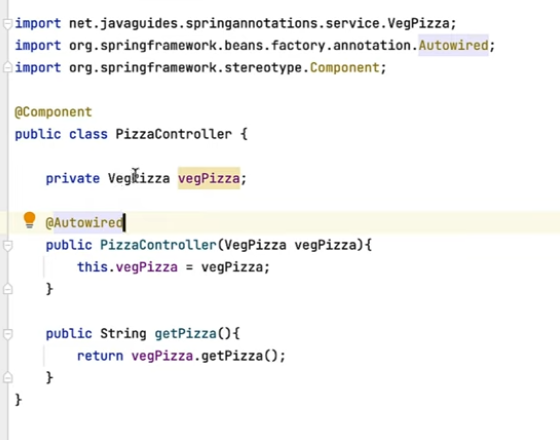 import net.javaguides.springannotations.service.VegPizza;
import org.springframework.beans.factory.annotation.Autowired;
import org.springframework.stereotype.Component;
@Component
public class PizzaController {
private VegPizza vegPizza;
@Autowired
public PizzaController(VegPizza vegPizza){
this.vegPizza = vegPizza;
}
public String getPizza(){
return vegPizza.getPizza();
}
}